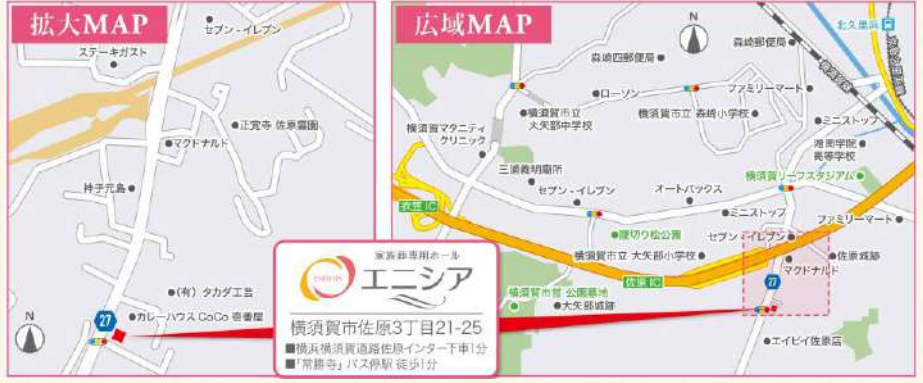 拡大MAP
セブン-イレブン
ステーキガスト
正覚寺 佐原霊園
マクドナルド
種子元島
(有) タカダ工芸
27
カレーハウス CoCo 壱番屋
N
広域MAP
N
北久里浜
森崎郵便局
森崎四郵便局
横須賀線
ローソン
ファミリーマート
横須賀市立
大矢部中学校
横須賀市立 森崎小学校
ミニストップ
横須賀マタニティ
クリニック
湘南学院
高等学校
三浦義明廟所
横須賀リーフスタジアム
セブン-イレブン
オートバックス
衣笠IC
ミニストップ
ファミリーマート
腹切り松公園
セブン-イレブン
横須賀市立 大矢部小学校
佐原城跡
マクドナルド
佐原IC
27
横須賀市営 公園墓地
大矢部城跡
エイビイ佐原店
家族葬専用ホール
エニシア
横須賀市佐原3丁目21-25
■横浜横須賀道路佐原インター下車1分
■「常勝寺」バス停駅 徒歩1分